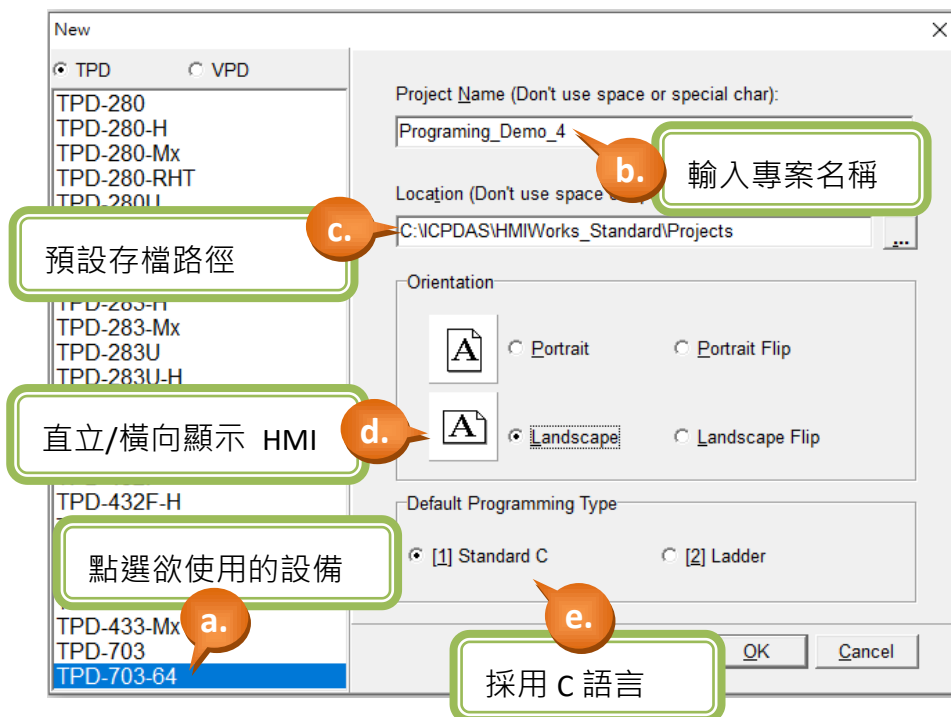 New
TPD
VPD
TPD-280
TPD-280-H
TPD-280-Mx
TPD-280-RHT
TPD-280U
預設存檔路徑
TPD-283-H
TPD-283-Mx
TPD-283U
TPD-283U-H
直立/橫向顯示 HMI
TPD-432F-H
點選欲使用的設備
TPD-433-Mx
a.
TPD-703
TPD-703-64
Project Name (Don't use space or special char):
Programing_Demo_4
b.
輸入專案名稱
Location (Don't use space
c.
C:\ICPDAS\HMIWorks_Standard\Projects
...
Orientation
A
Portrait
Portrait Flip
d.
A
Landscape
Landscape Flip
Default Programming Type
[1] Standard C
[2] Ladder
e.
採用 C 語言
OK
Cancel